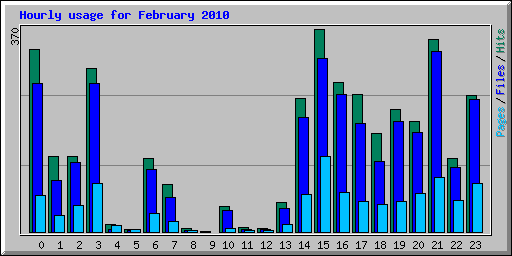 Hourly usage for February 2010
370
Pages/Files/Hits
0 1 2 3 4 5 6 7 8 9 10 11 12 13 14 15 16 17 18 19 20 21 22 23